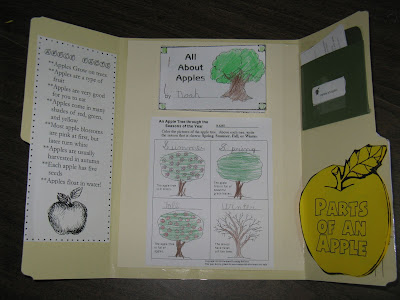 **Apples Grow on trees
**Apples are a type of
fruit
**Apples are very good
for you to eat
**Apples come in many
shades of red, green,
and yellow
**Most apple blossoms
are pink at first, but
later turn white
**Apples are usually
harvested in autumn
**Each apple has five
seeds
**Apples float in water!
All
About
Apples
by Noah
An Apple Tree through the
Seasons of the Year
Summer
Spring
Fall
Winter
PARTS
OF AN
APPLE